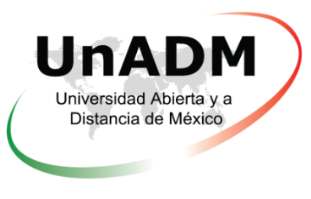 UnADM
Universidad Abierta y a
Distancia de México